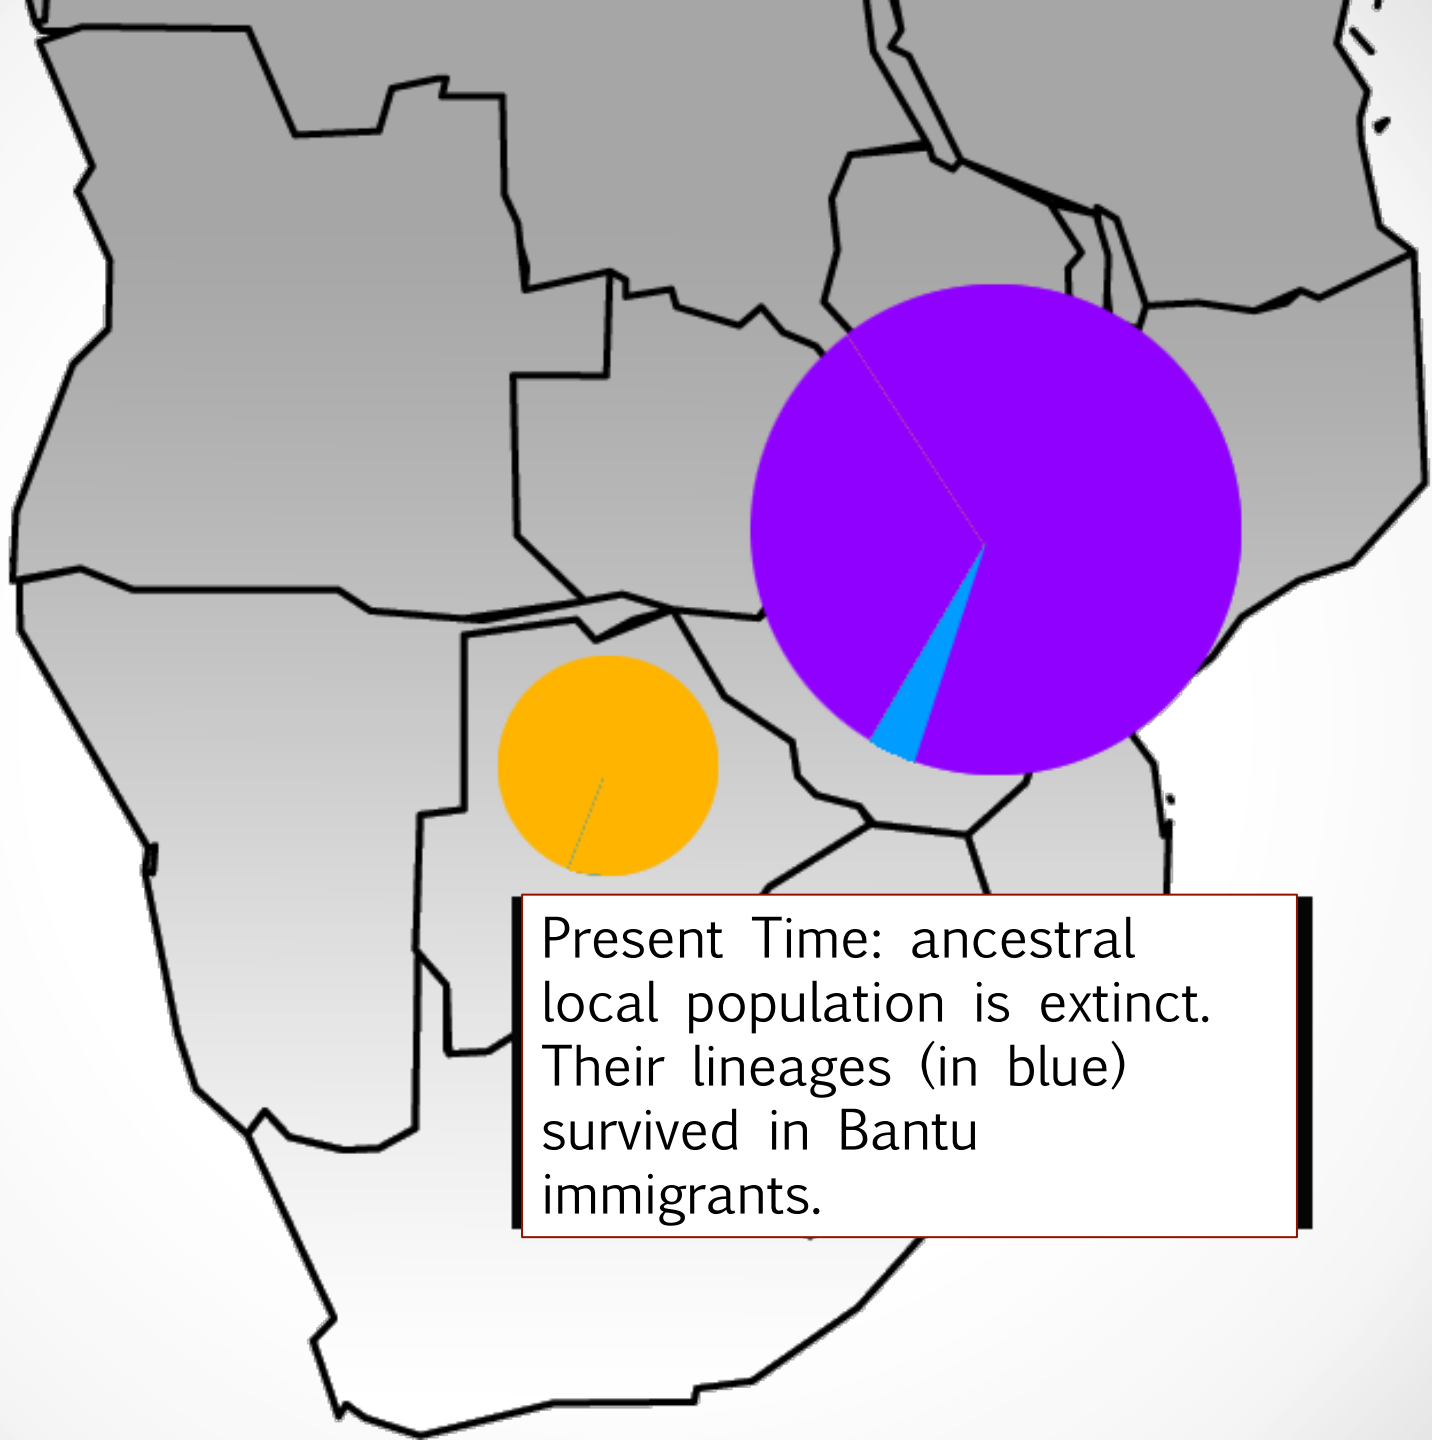 Present Time: ancestral
local population is extinct.
Their lineages (in blue)
survived in Bantu
immigrants.